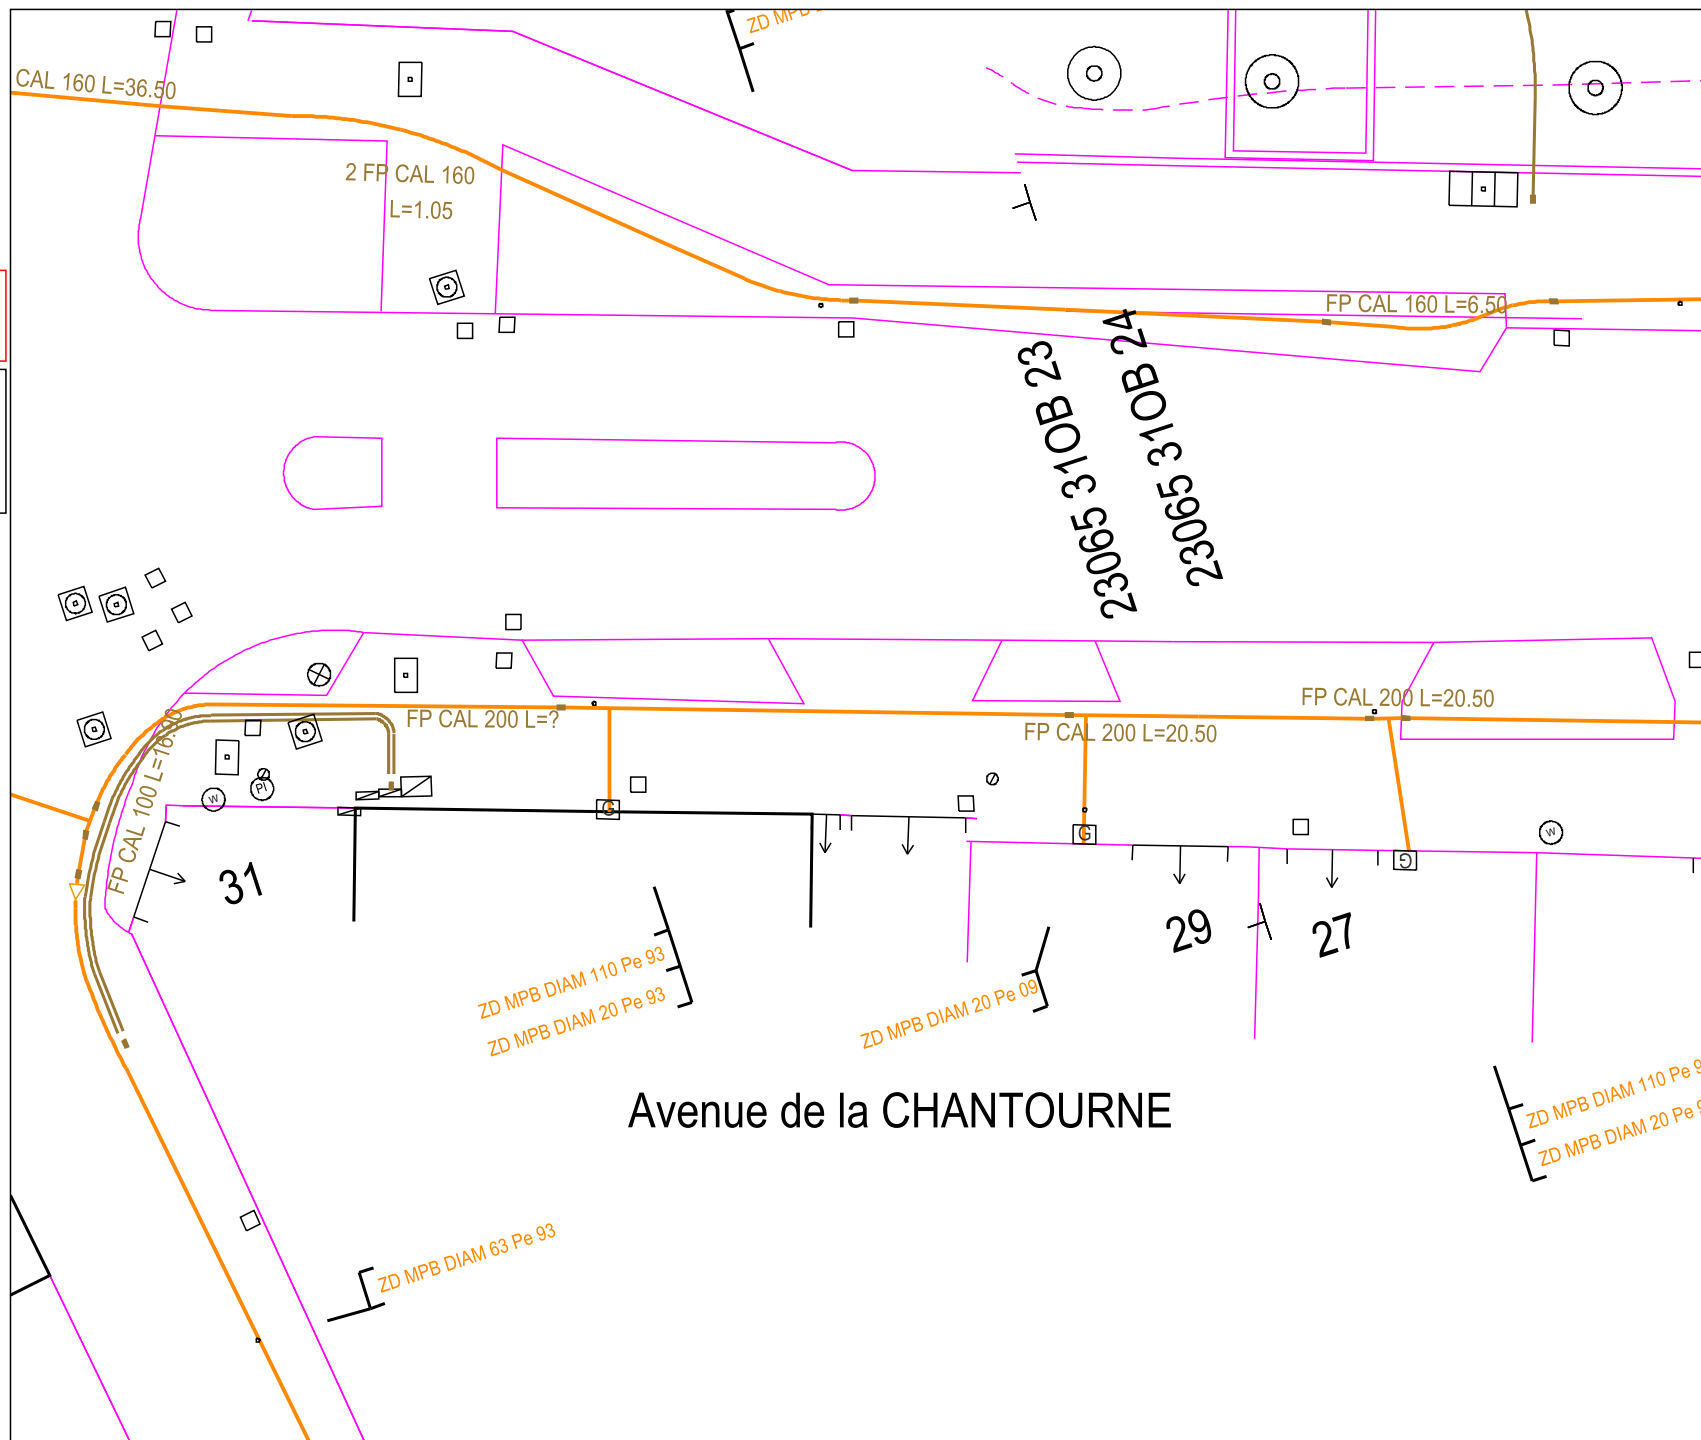 ZD MPB
CAL 160 L=36.50
2 FP CAL 160
L=1.05
FP CAL 160 L=6.50
23065 310B 23
23065 310B 24
FP CAL 200 L=20.50
FP CAL 200 L=?
FP CAL 200 L=20.50
FP CAL 100 L=16.00
PI
W
G
G
W
G
31
29
27
ZD MPB DIAM 110 Pe 93
ZD MPB DIAM 20 Pe 93
ZD MPB DIAM 20 Pe 09
ZD MPB DIAM 110 Pe 9
ZD MPB DIAM 20 Pe
Avenue de la CHANTOURNE
ZD MPB DIAM 63 Pe 93